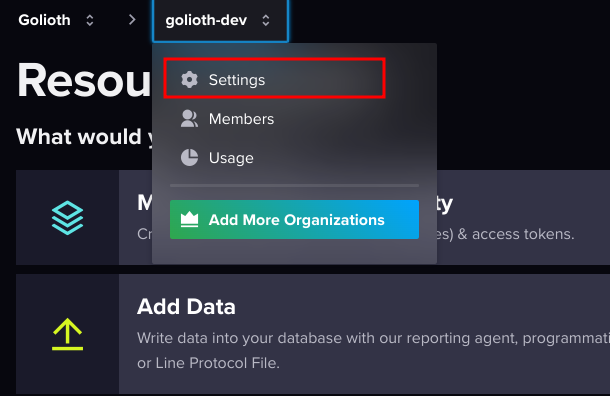 Golioth
golioth-dev
Resou
Settings
What would
Members
Usage
M
ty
Add More Organizations
Cr
es) & access tokens.
Add Data
Write data into your database with our reporting agent, programmati
or Line Protocol File.